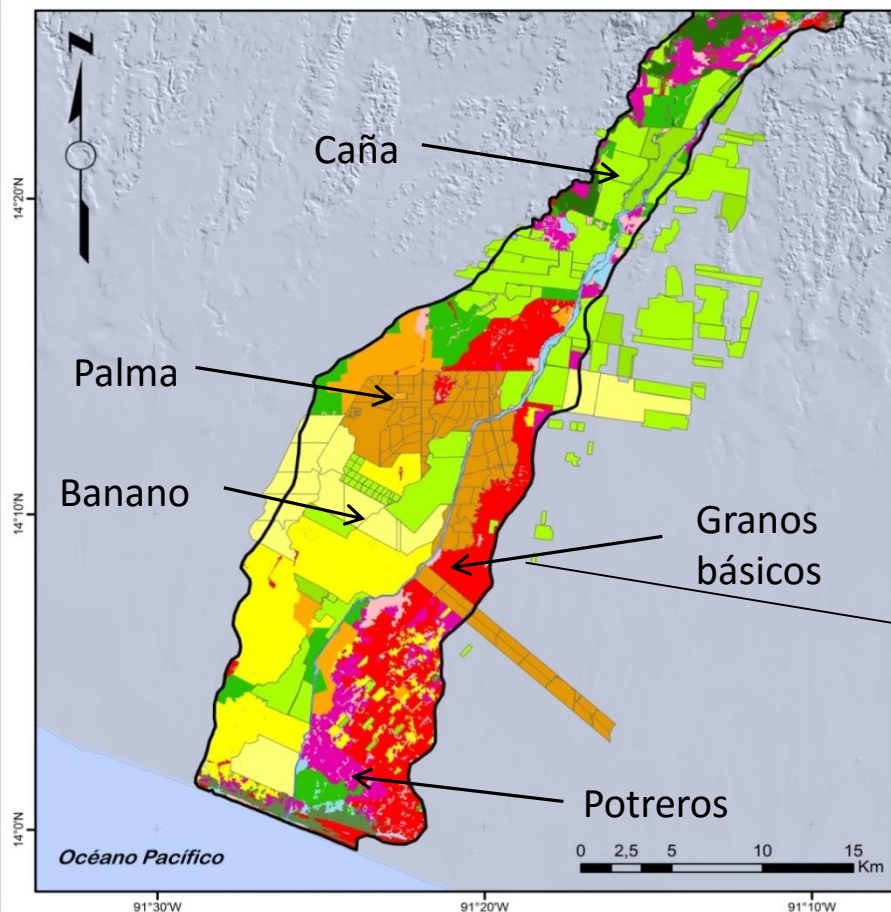 Z
Caña
14°20'N
Palma
Banano
14°10'N
Granos
básicos
Potreros
14°0'N
Océano Pacífico
0 2,5 5 10 15
Km
91°30'W 91°20'W 91°10'W